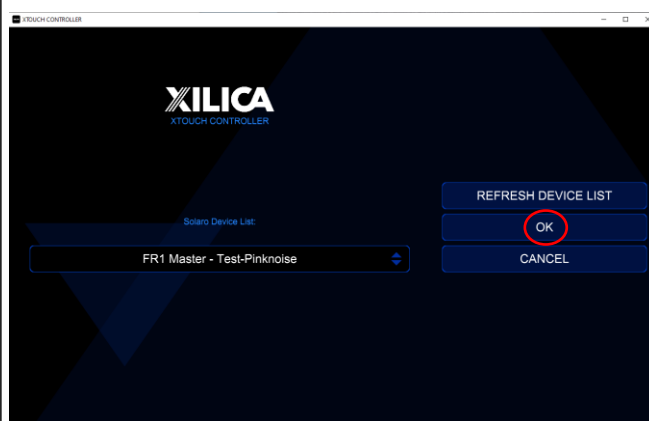 XTOUCH CONTROLLER
XILICA
XTOUCH CONTROLLER
REFRESH DEVICE LIST
Solaro Device List:
OK
FR1 Master - Test-Pinknoise
CANCEL